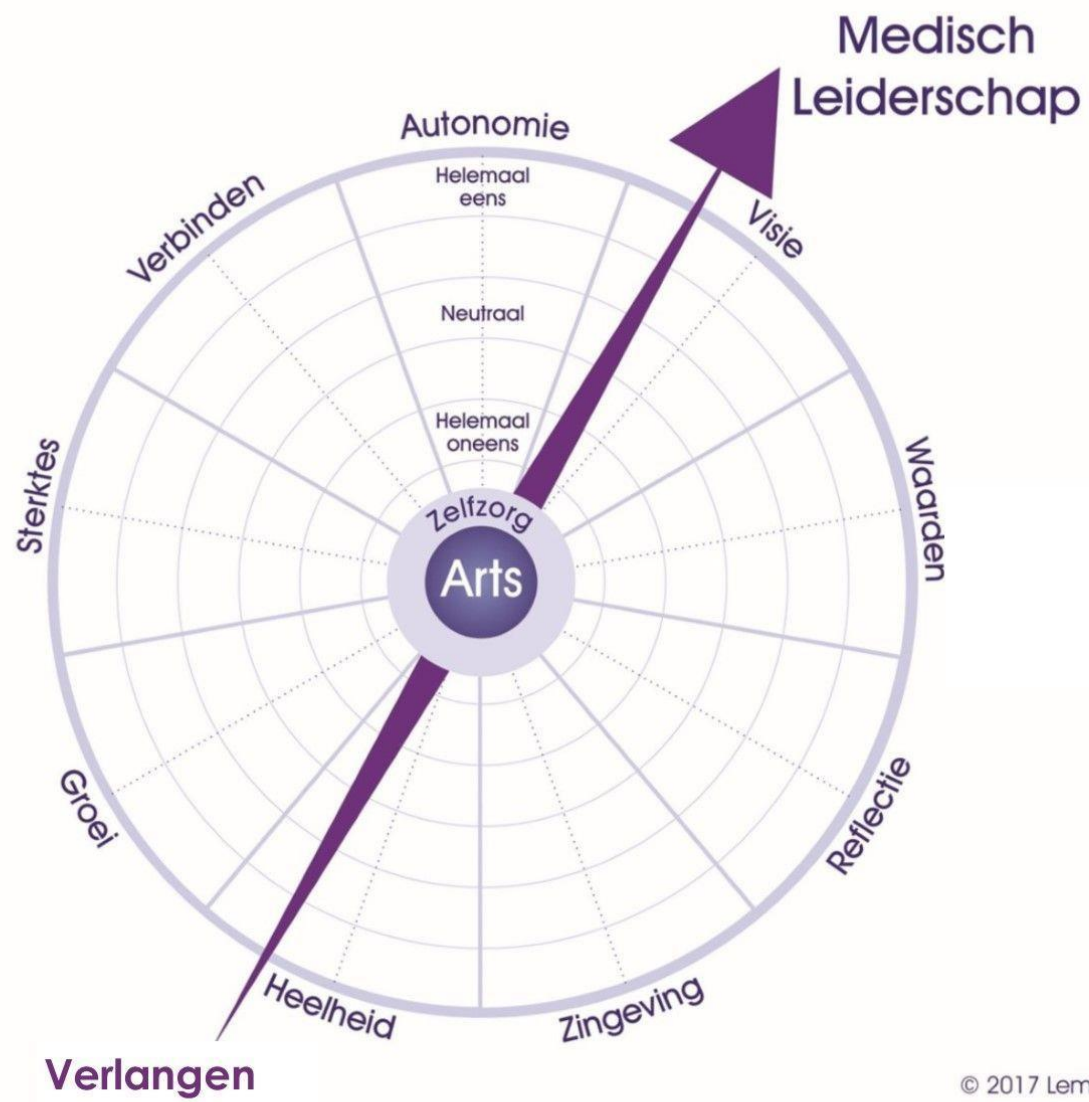 Medisch
Leiderschap
Autonomie
Verbinden
Visie
Helemaal
eens
Neutraal
Helemaal
oneens
Sterktes
Waarden
Zelfzorg
Arts
Groei
Reflectie
Heelheid
Zingeving
Verlangen
© 2017 Lem